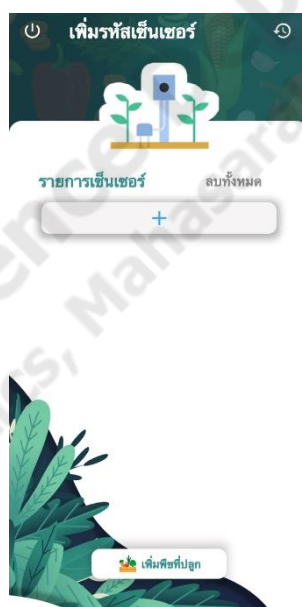 เพิ่มรหัสเซ็นเซอร์
รายการเซ็นเซอร์ ลบทั้งหมด
+
เพิ่มพืชที่ปลูก